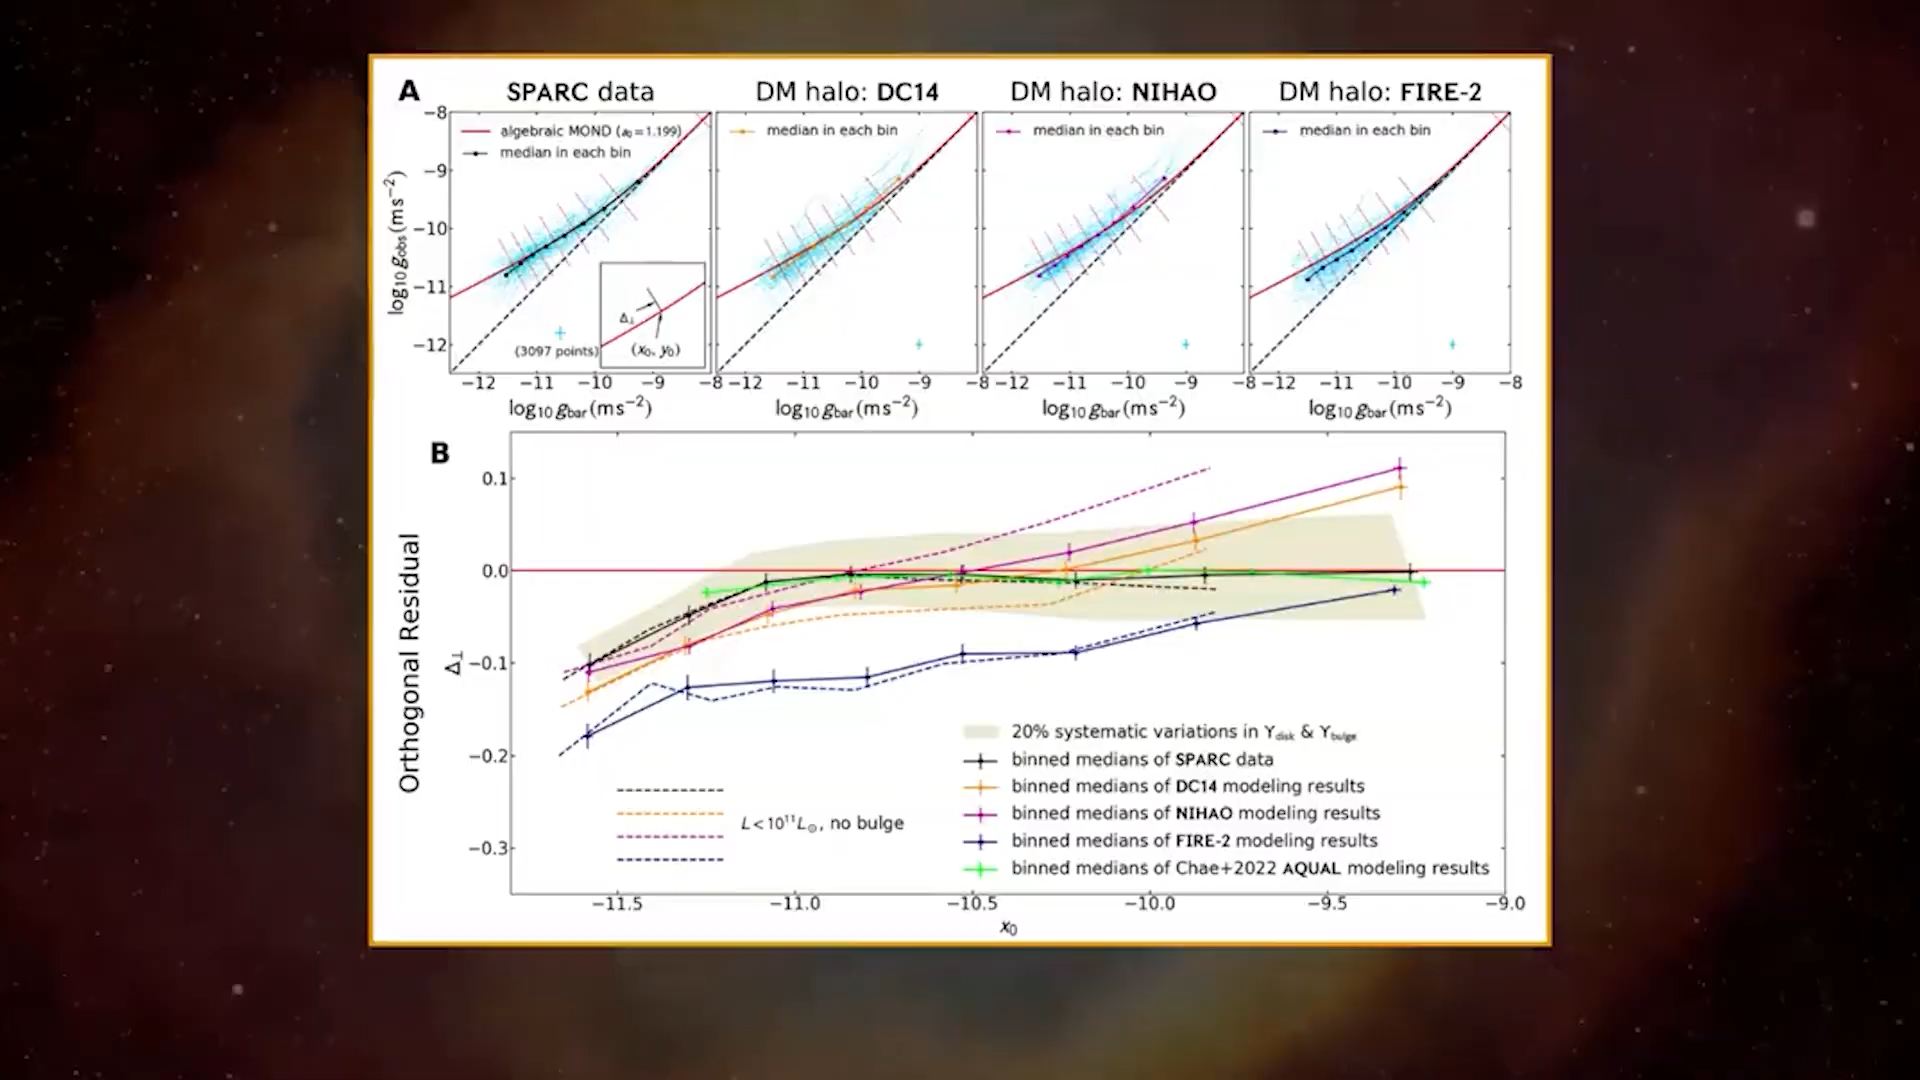 A
SPARC data
DM halo: DC14
DM halo: NIHAO
DM halo: FIRE-2
algebraic MOND (a₀=1.199)
median in each bin
median in each bin
median in each bin
median in each bin
−8
−9
−10
−11
−12
log₁₀ g_obs(ms⁻²)
Δ⊥
(x₀, y₀)
(3097 points)
−12 −11 −10 −9 −8
−12 −11 −10 −9 −8
−12 −11 −10 −9 −8
−12 −11 −10 −9 −8
log₁₀ g_bar(ms⁻²)
log₁₀ g_bar(ms⁻²)
log₁₀ g_bar(ms⁻²)
log₁₀ g_bar(ms⁻²)
B
Orthogonal Residual
Δ⊥
0.1
0.0
−0.1
−0.2
−0.3
20% systematic variations in Υ_disk & Υ_bulge
binned medians of SPARC data
binned medians of DC14 modeling results
binned medians of NIHAO modeling results
binned medians of FIRE-2 modeling results
binned medians of Chae+2022 AQUAL modeling results
L<10¹¹L☉, no bulge
−11.5 −11.0 −10.5 −10.0 −9.5 −9.0
x₀